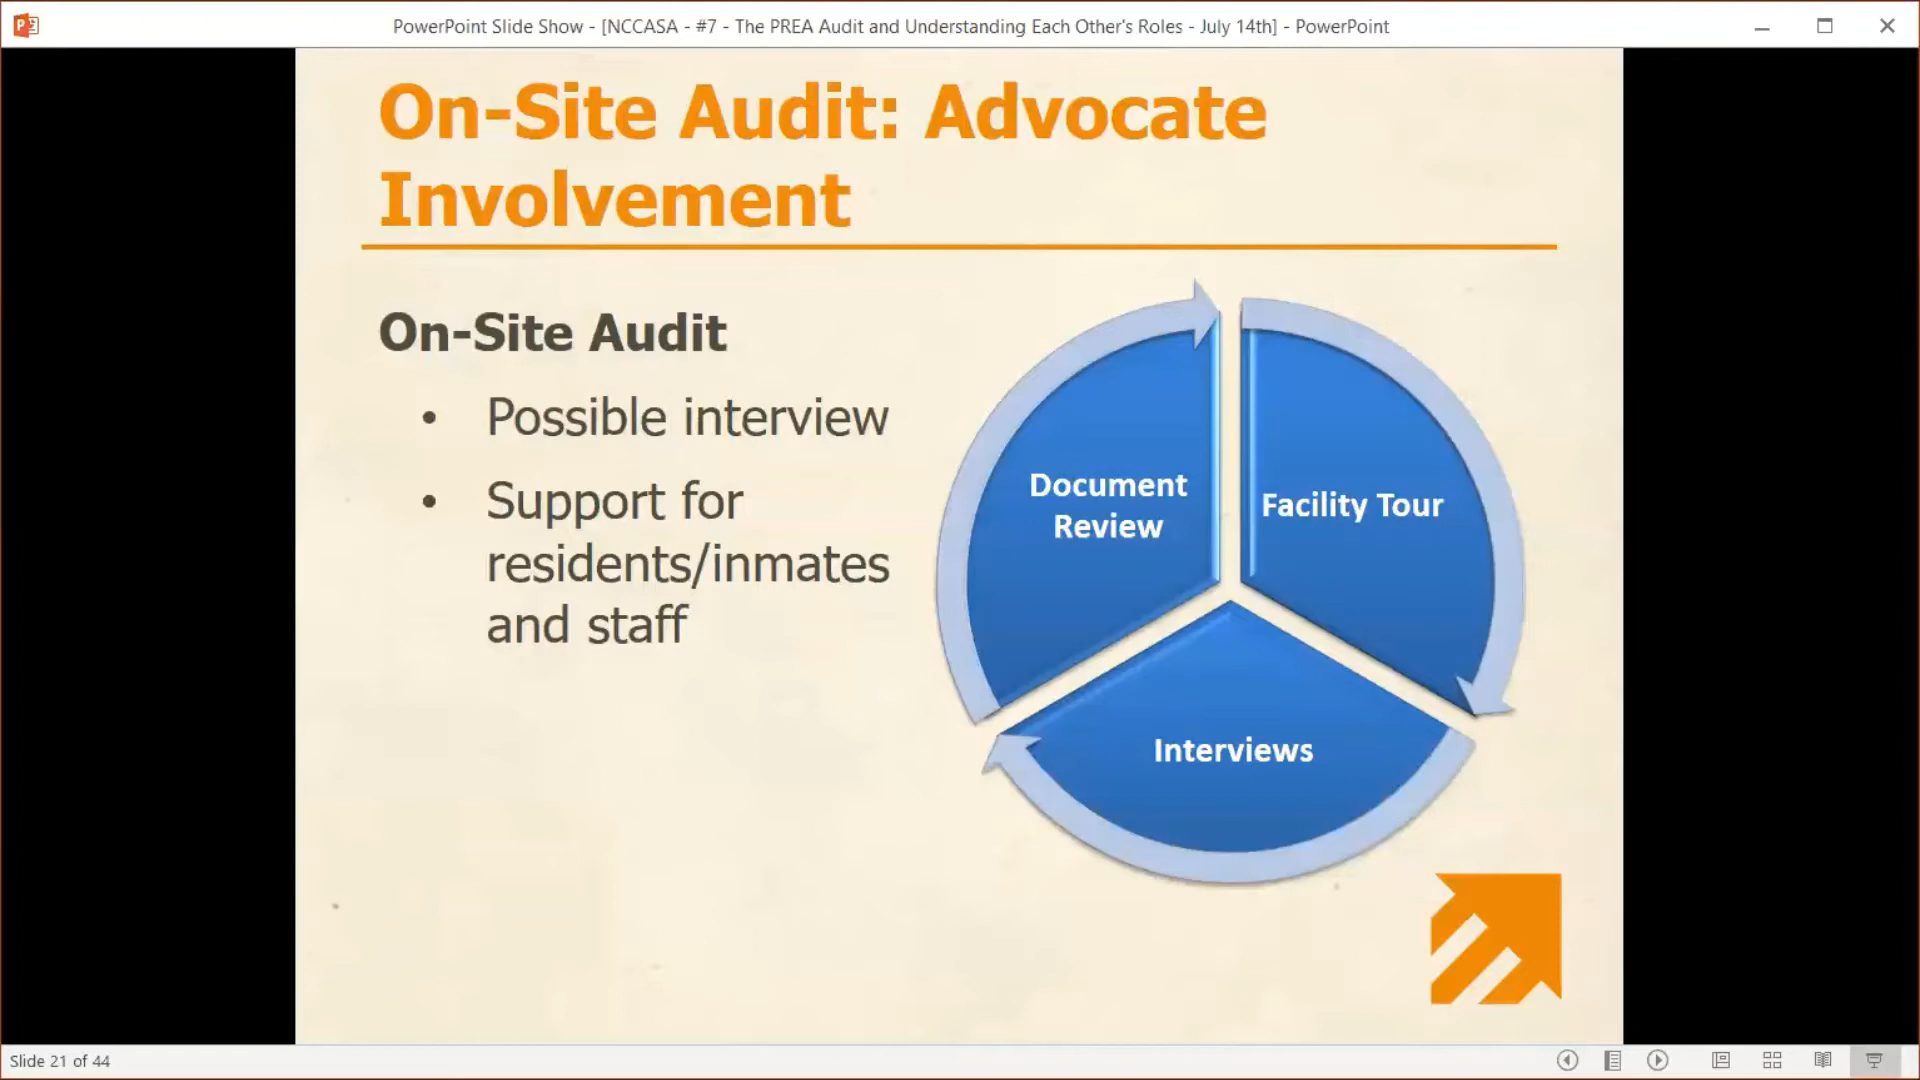 PowerPoint Slide Show - [NCCASA - #7 - The PREA Audit and Understanding Each Other's Roles - July 14th] - PowerPoint
On-Site Audit: Advocate
Involvement
On-Site Audit
• Possible interview
• Support for
residents/inmates
and staff
Document
Review
Facility Tour
Interviews
Slide 21 of 44